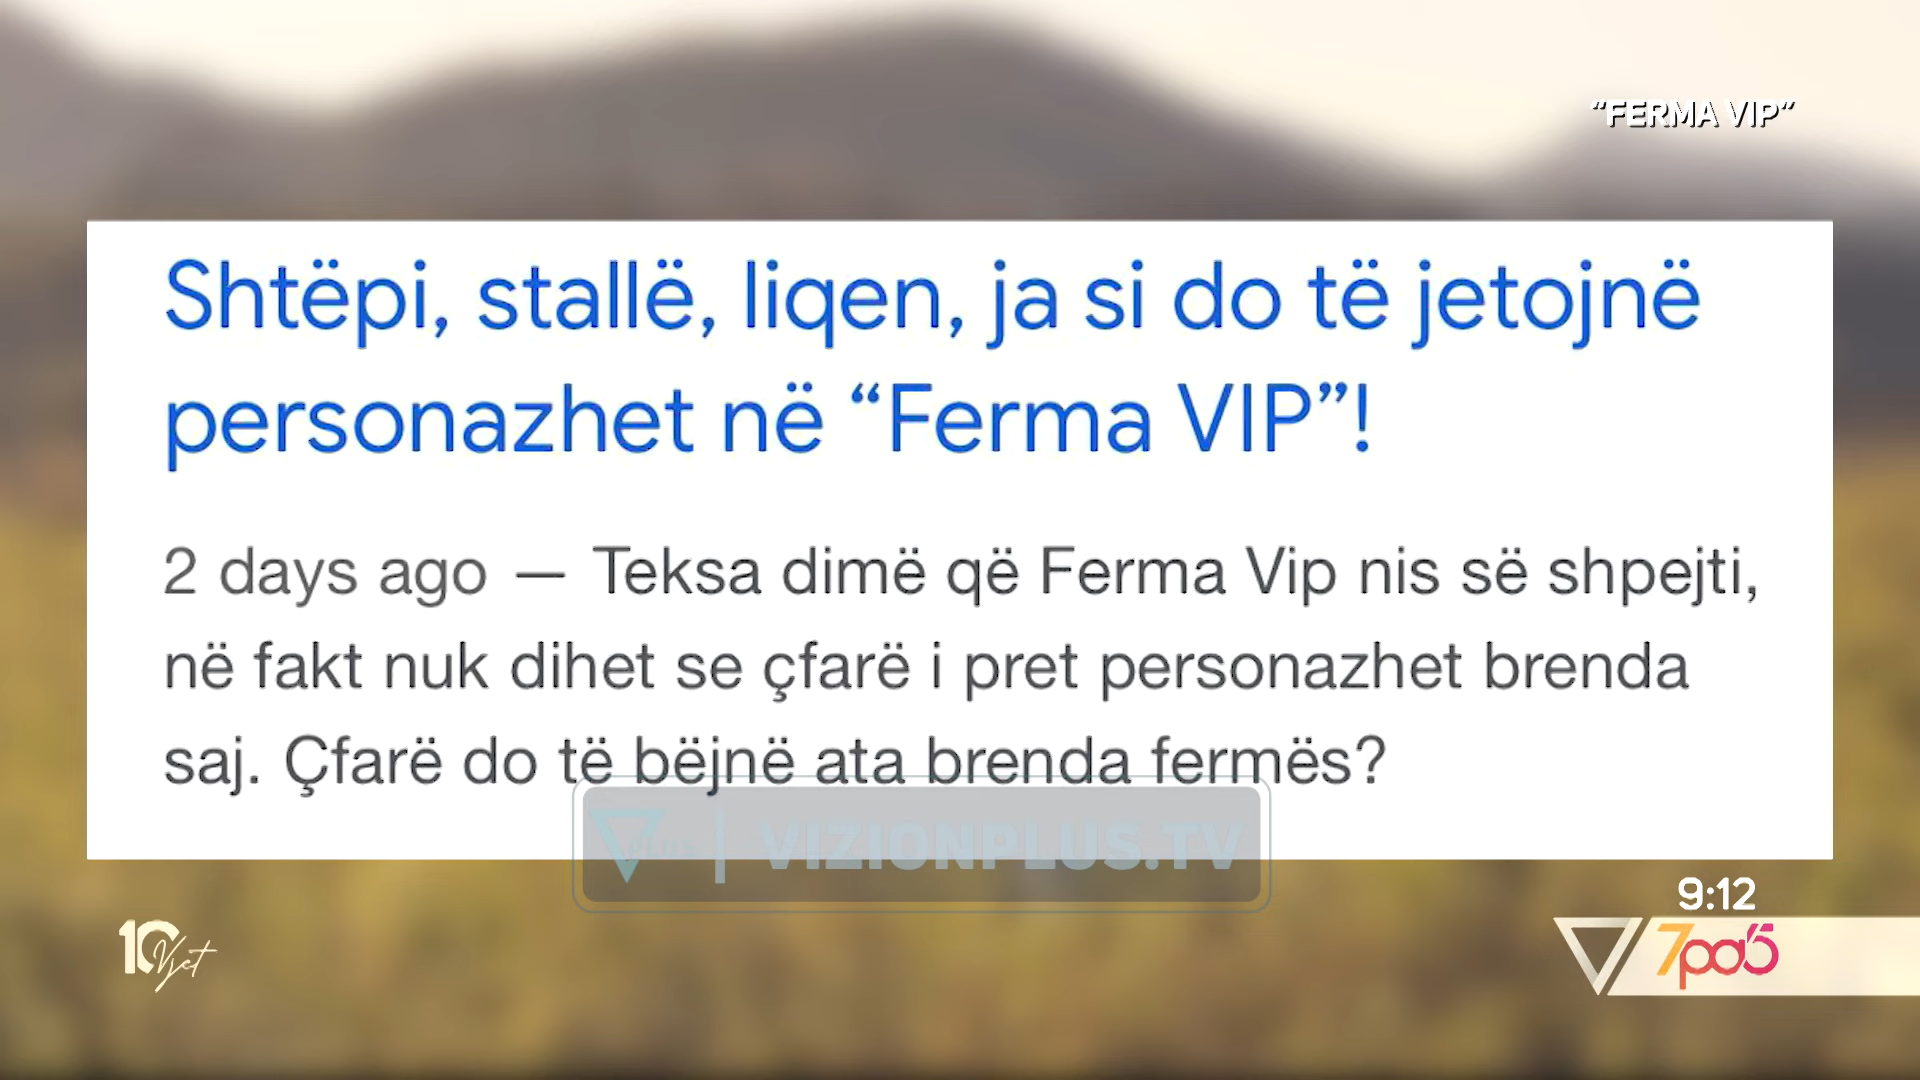 “FERMA VIP”
Shtëpi, stallë, liqen, ja si do të jetojnë
personazhet në “Ferma VIP”!
2 days ago — Teksa dimë që Ferma Vip nis së shpejti,
në fakt nuk dihet se çfarë i pret personazhet brenda
saj. Çfarë do të bëjnë ata brenda fermës?
PLUS | VIZIONPLUS.TV
9:12
10 Vjet
7pa5